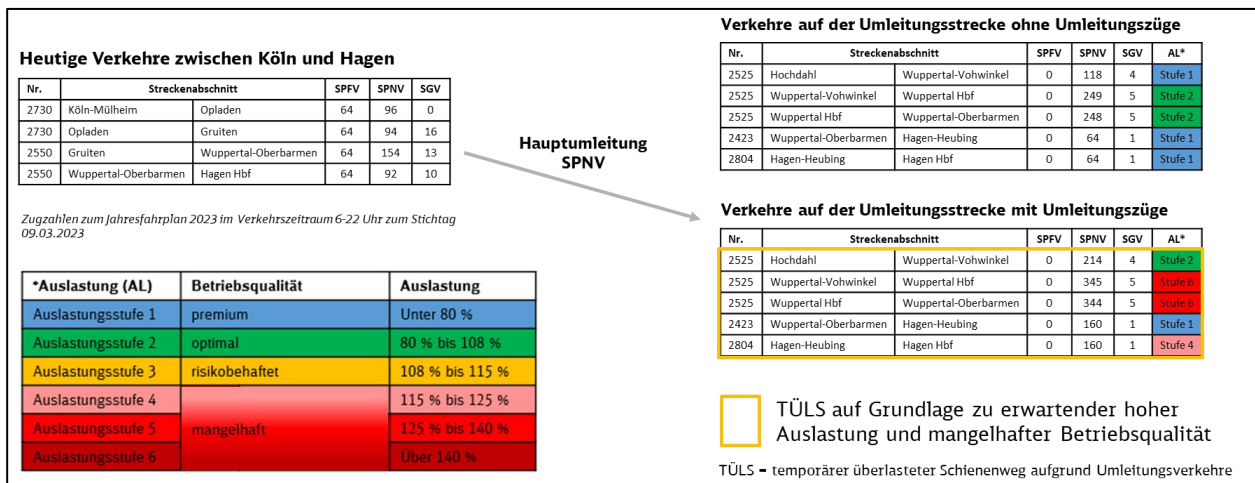 Heutige Verkehre zwischen Köln und Hagen
Nr. Streckenabschnitt SPFV SPNV SGV
2730 Köln-Mülheim Opladen 64 96 0
2730 Opladen Gruiten 64 94 16
2550 Gruiten Wuppertal-Oberbarmen 64 154 13
2550 Wuppertal-Oberbarmen Hagen Hbf 64 92 10
Zugzahlen zum Jahresfahrplan 2023 im Verkehrszeitraum 6-22 Uhr zum Stichtag
09.03.2023
*Auslastung (AL) Betriebsqualität Auslastung
Auslastungsstufe 1 premium Unter 80 %
Auslastungsstufe 2 optimal 80 % bis 108 %
Auslastungsstufe 3 risikobehaftet 108 % bis 115 %
Auslastungsstufe 4 115 % bis 125 %
Auslastungsstufe 5 mangelhaft 125 % bis 140 %
Auslastungsstufe 6 Über 140 %
Hauptumleitung
SPNV
Verkehre auf der Umleitungsstrecke ohne Umleitungszüge
Nr. Streckenabschnitt SPFV SPNV SGV AL*
2525 Hochdahl Wuppertal-Vohwinkel 0 118 4 Stufe 1
2525 Wuppertal-Vohwinkel Wuppertal Hbf 0 249 5 Stufe 2
2525 Wuppertal Hbf Wuppertal-Oberbarmen 0 248 5 Stufe 2
2423 Wuppertal-Oberbarmen Hagen-Heubing 0 64 1 Stufe 1
2804 Hagen-Heubing Hagen Hbf 0 64 1 Stufe 1
Verkehre auf der Umleitungsstrecke mit Umleitungszüge
Nr. Streckenabschnitt SPFV SPNV SGV AL*
2525 Hochdahl Wuppertal-Vohwinkel 0 214 4 Stufe 2
2525 Wuppertal-Vohwinkel Wuppertal Hbf 0 345 5 Stufe 6
2525 Wuppertal Hbf Wuppertal-Oberbarmen 0 344 5 Stufe 6
2423 Wuppertal-Oberbarmen Hagen-Heubing 0 160 1 Stufe 1
2804 Hagen-Heubing Hagen Hbf 0 160 1 Stufe 4
TÜLS auf Grundlage zu erwartender hoher
Auslastung und mangelhafter Betriebsqualität
TÜLS = temporärer überlasteter Schienenweg aufgrund Umleitungsverkehre